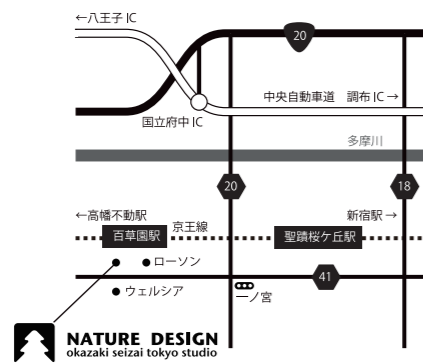 ←八王子 IC
20
中央自動車道　調布 IC →
国立府中 IC
多摩川
20
18
←高幡不動駅
新宿駅 →
百草園駅
京王線
聖蹟桜ケ丘駅
ローソン
41
ウェルシア
一ノ宮
NATURE DESIGN
okazaki seizai tokyo studio